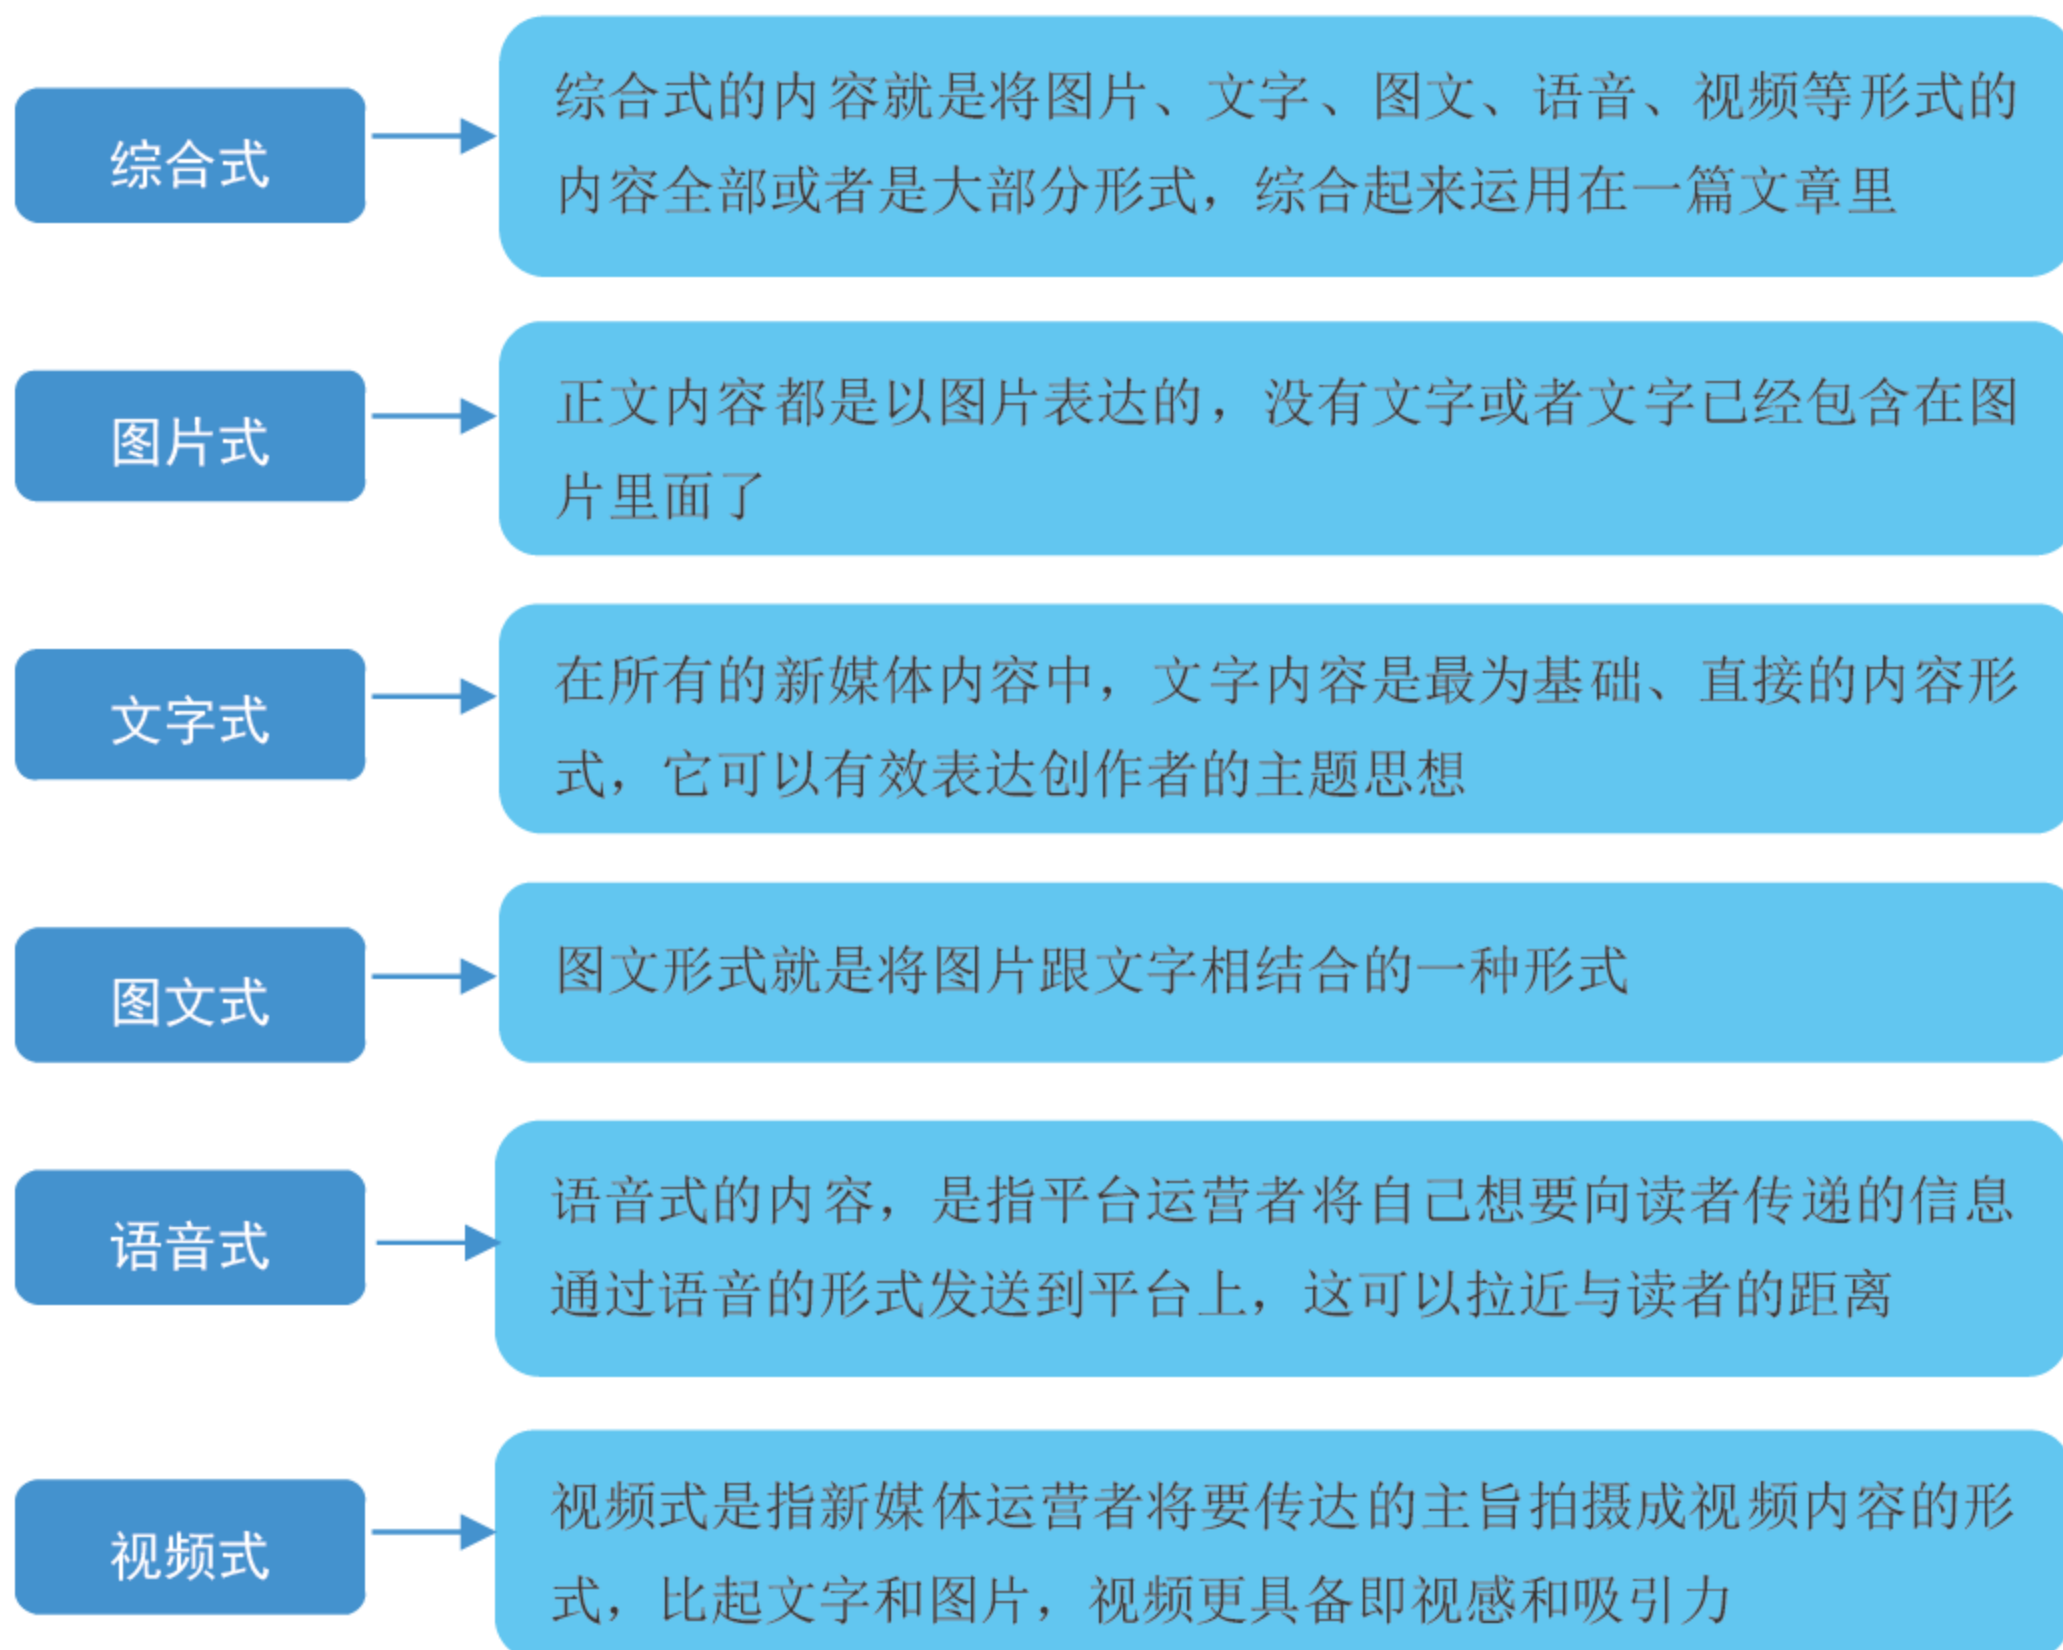 综合式
综合式的内容就是将图片、文字、图文、语音、视频等形式的
内容全部或者是大部分形式，综合起来运用在一篇文章里
图片式
正文内容都是以图片表达的，没有文字或者文字已经包含在图
片里面了
文字式
在所有的新媒体内容中，文字内容是最为基础、直接的内容形
式，它可以有效表达创作者的主题思想
图文式
图文形式就是将图片跟文字相结合的一种形式
语音式
语音式的内容，是指平台运营者将自己想要向读者传递的信息
通过语音的形式发送到平台上，这可以拉近与读者的距离
视频式
视频式是指新媒体运营者将要传达的主旨拍摄成视频内容的形
式，比起文字和图片，视频更具备即视感和吸引力